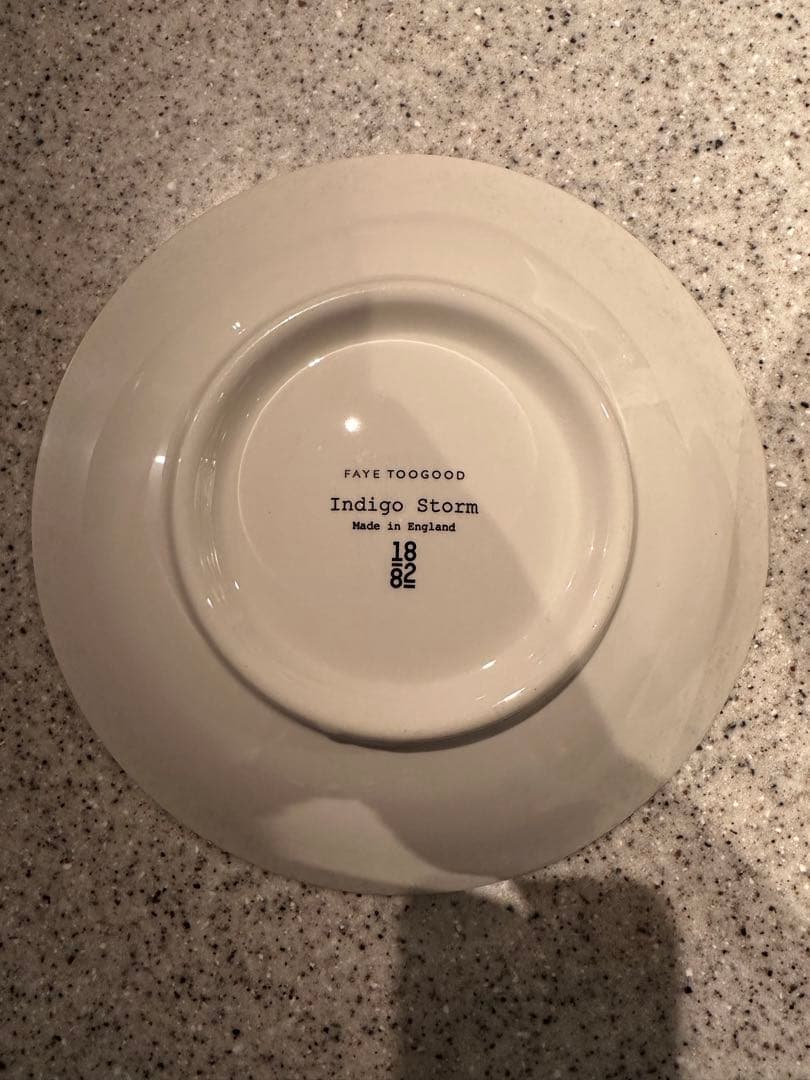 FAYE TOOGOOD
Indigo Storm
Made in England
18
82